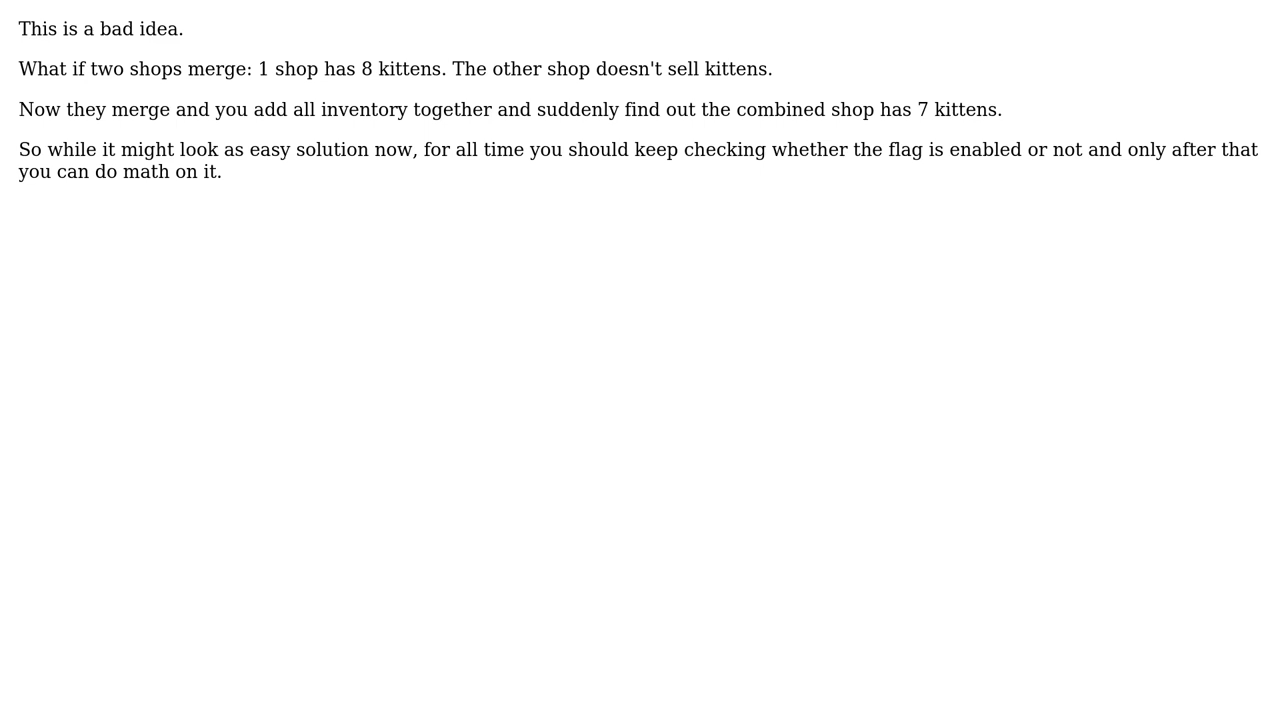 This is a bad idea.
What if two shops merge: 1 shop has 8 kittens. The other shop doesn't sell kittens.
Now they merge and you add all inventory together and suddenly find out the combined shop has 7 kittens.
So while it might look as easy solution now, for all time you should keep checking whether the flag is enabled or not and only after that
you can do math on it.